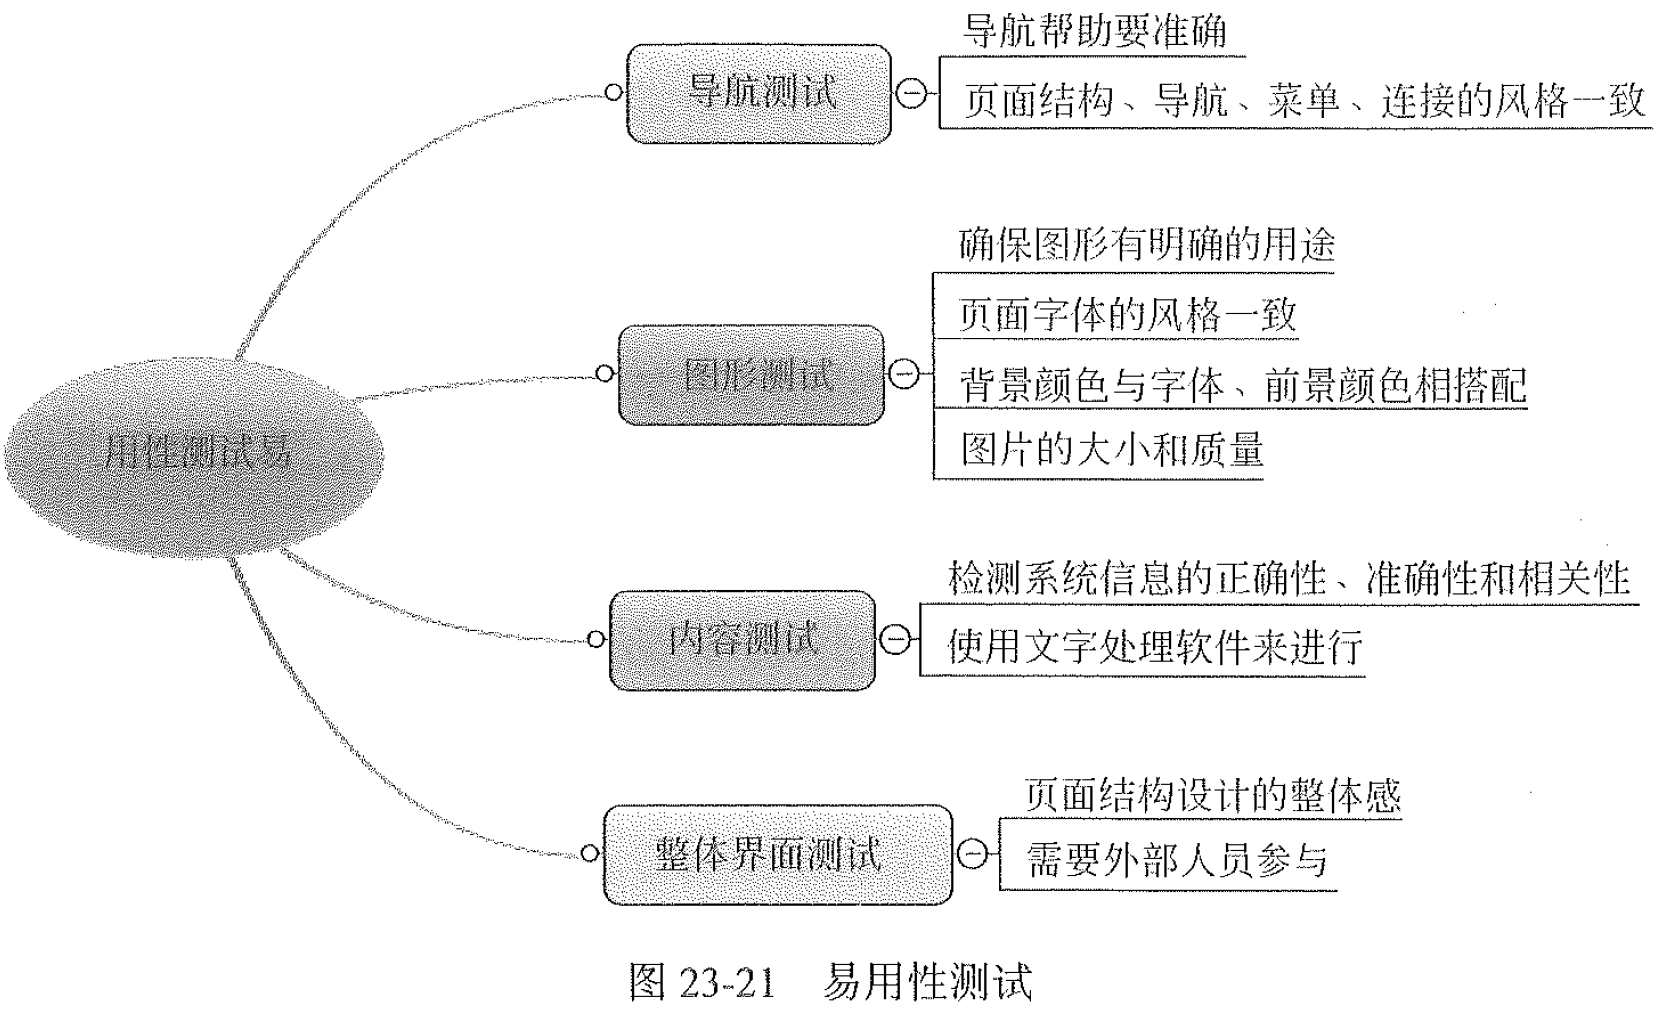 导航帮助要准确
导航测试
页面结构、导航、菜单、连接的风格一致
确保图形有明确的用途
页面字体的风格一致
图形测试
背景颜色与字体、前景颜色相搭配
图片的大小和质量
用性测试易
检测系统信息的正确性、准确性和相关性
内容测试
使用文字处理软件来进行
页面结构设计的整体感
整体界面测试
需要外部人员参与
图 23-21 易用性测试